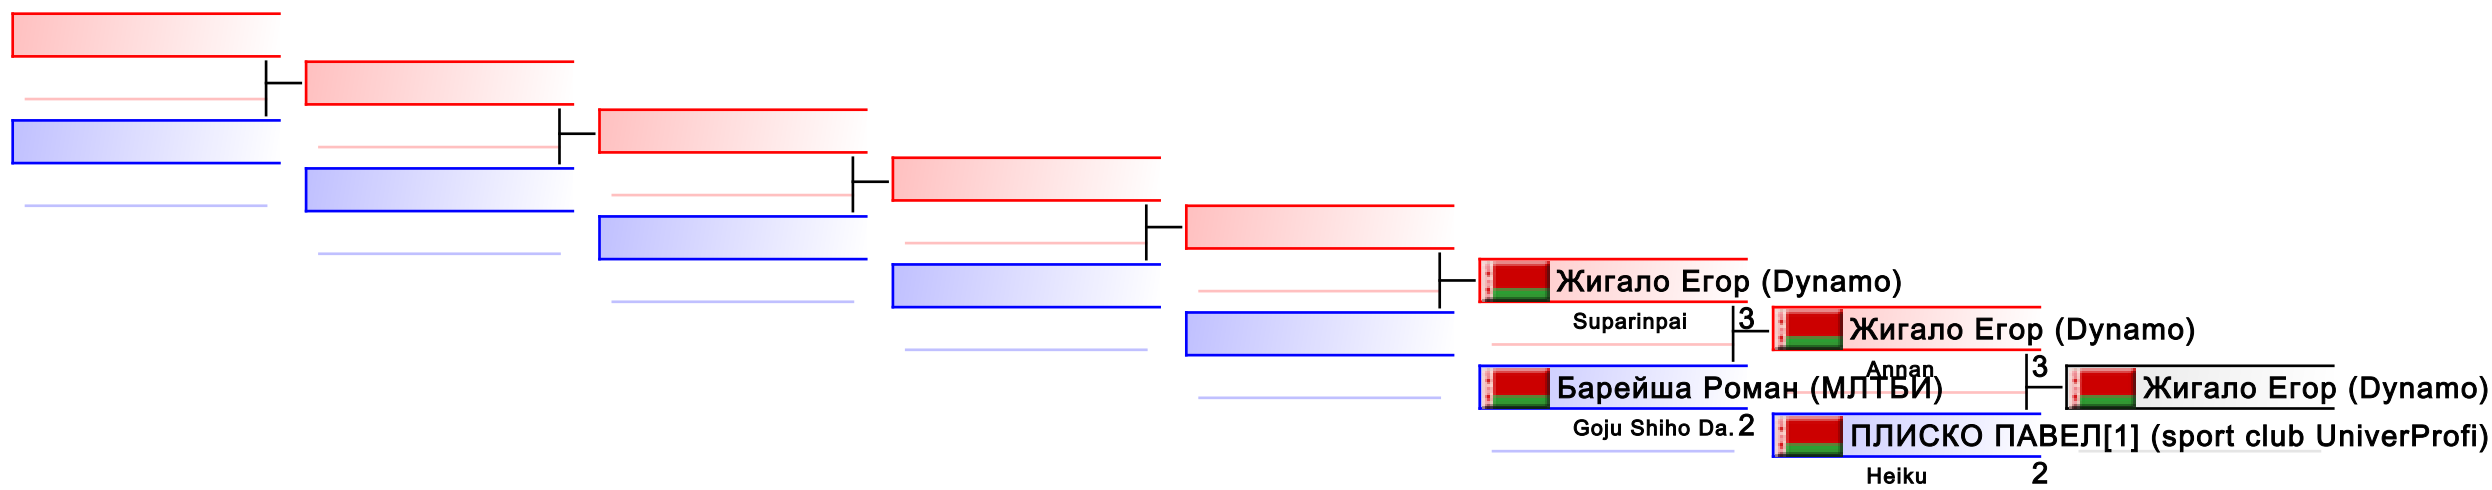 Жигало Егор (Dynamo)
Suparinpai 3
Барейша Роман (МЛТБИ)
Goju Shiho Da. 2
Жигало Егор (Dynamo)
Annan 3
ПЛИСКО ПАВЕЛ[1] (sport club UniverProfi)
Heiku 2
Жигало Егор (Dynamo)